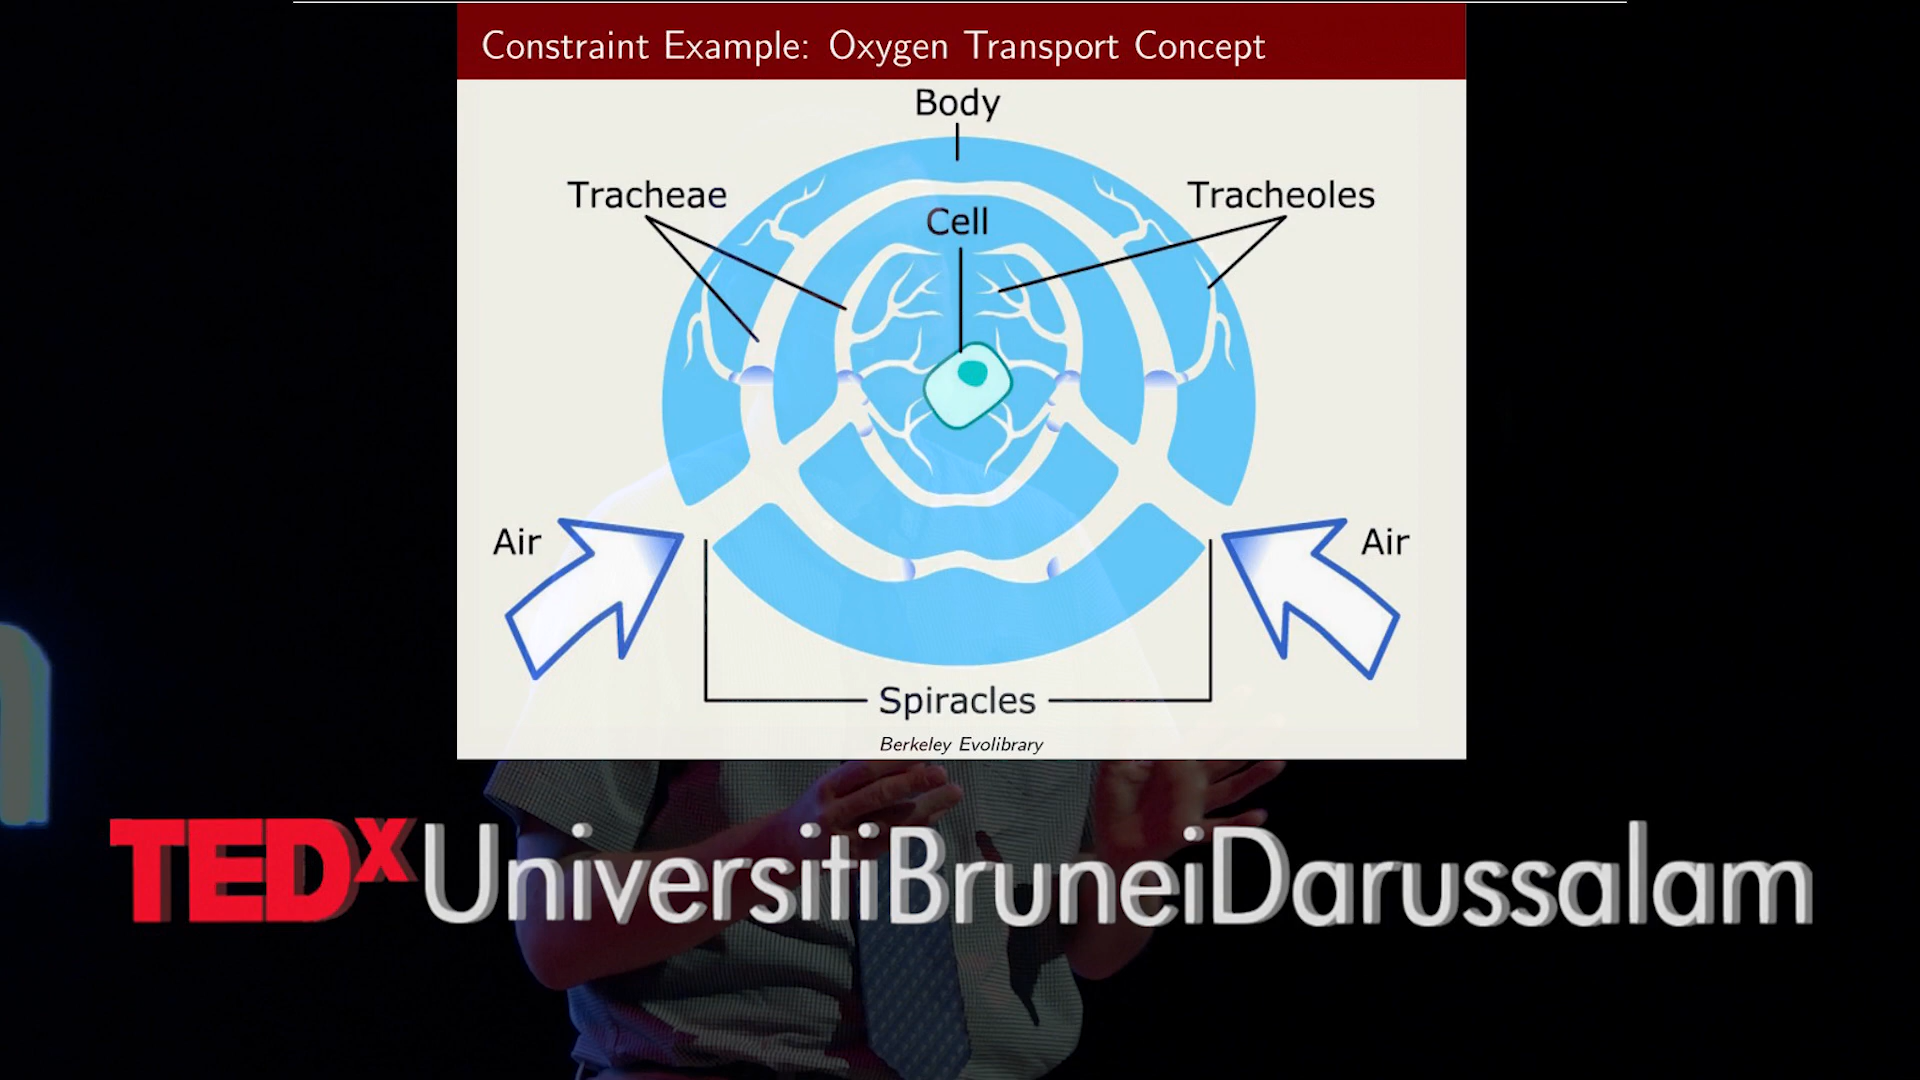 Constraint Example: Oxygen Transport Concept
Body
Tracheae
Tracheoles
Cell
Air
Air
Spiracles
Berkeley Evolibrary
TEDxUniversitiBruneiDarussalam